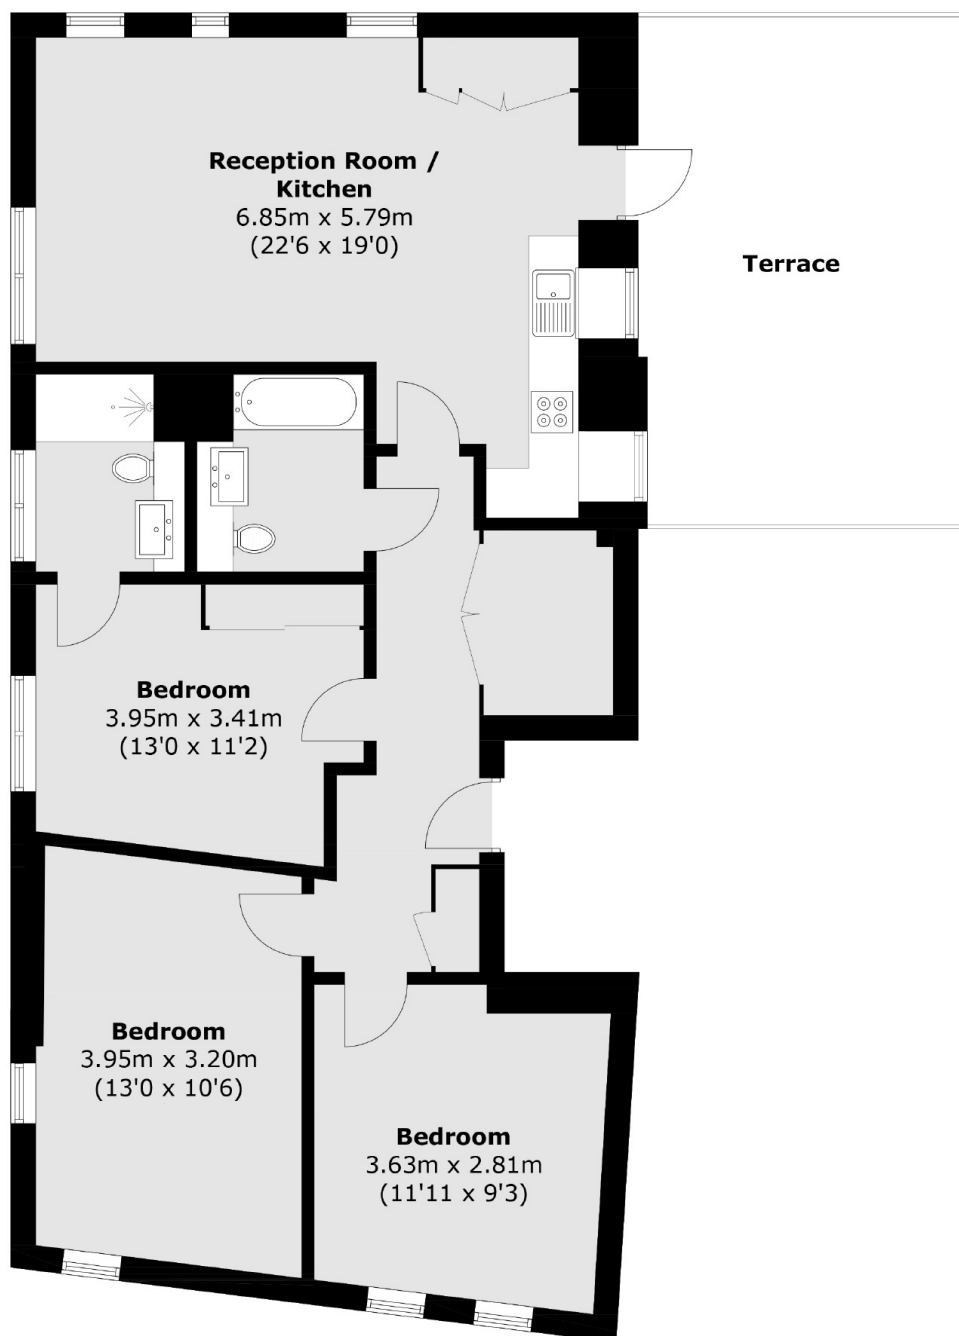 Reception Room /
Kitchen
6.85m x 5.79m
(22'6 x 19'0)
Terrace
Bedroom
3.95m x 3.41m
(13'0 x 11'2)
Bedroom
3.95m x 3.20m
(13'0 x 10'6)
Bedroom
3.63m x 2.81m
(11'11 x 9'3)